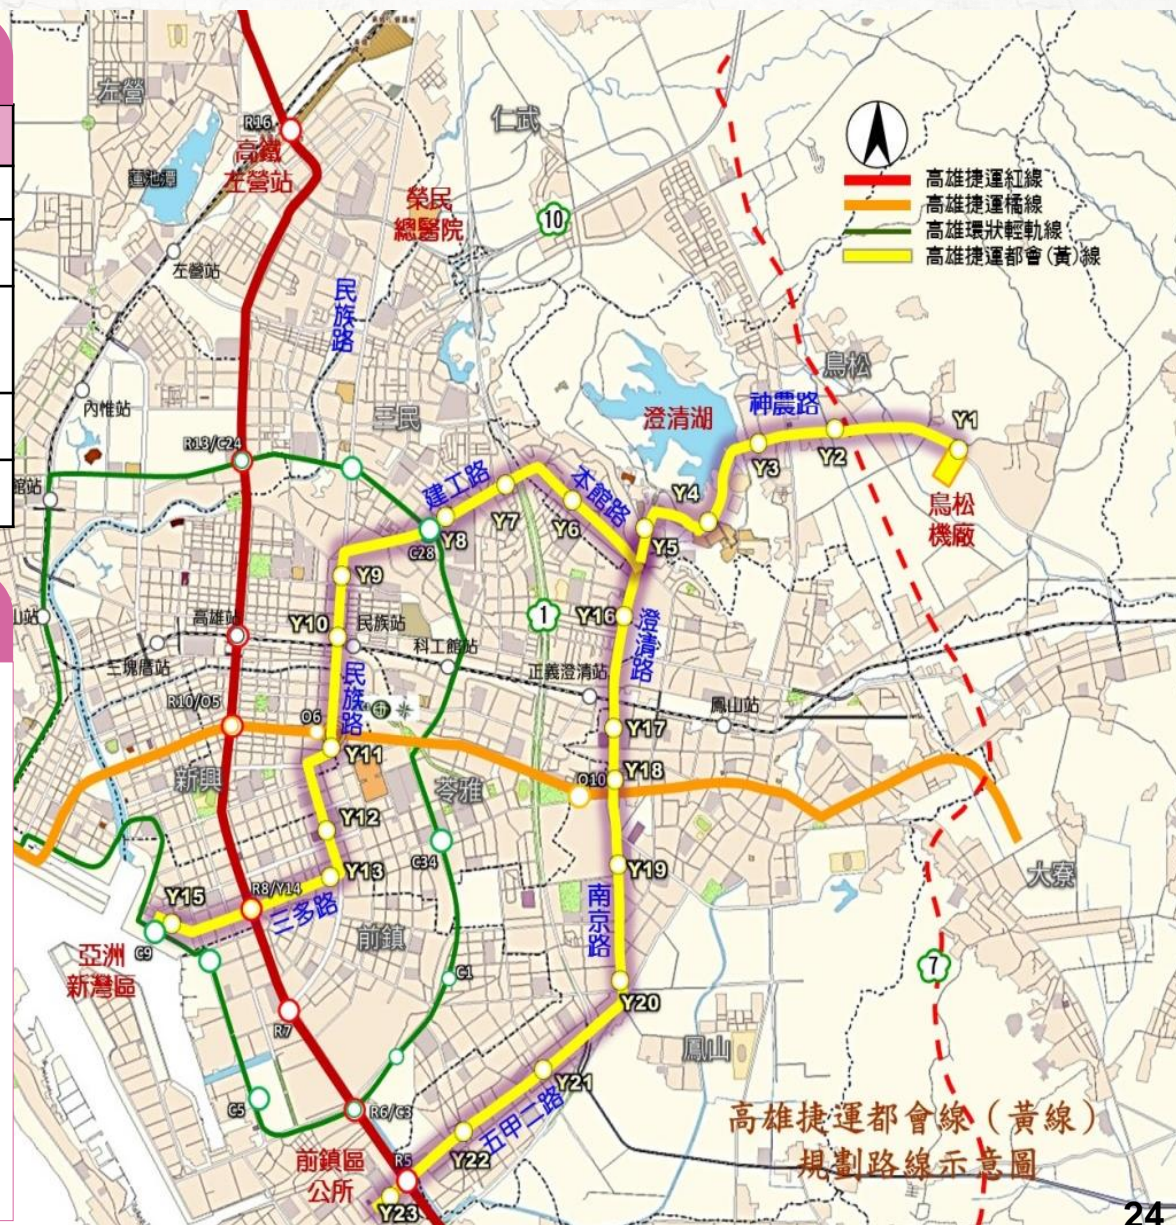 左營
仁武
R16
高鐵
左營站
蓮池潭
榮民
總醫院
10
高雄捷運紅線
高雄捷運橘線
高雄環狀輕軌線
高雄捷運都會(黃)線
左營站
民族路
鳥松
內惟站
三民
澄清湖
神農路
Y1
Y3
Y2
R13/C24
館站
建工路
本館路
Y4
鳥松
機廠
Y7
Y6
Y8
C28
Y5
Y9
山站
高雄站
Y10
民族站
科工館站
1
Y16
澄清路
三塊厝站
正義澄清站
鳳山站
R10/O5
O6
民族路
Y11
Y17
新興
苓雅
O10
Y18
Y12
C34
Y13
Y19
大寮
R8/Y14
Y15
三多路
南京路
前鎮
C9
亞洲
新灣區
C1
7
R7
Y20
鳳山
C5
R6/C3
Y21
五甲二路
高雄捷運都會線（黃線）
規劃路線示意圖
Y22
前鎮區
公所
R5
Y23
24